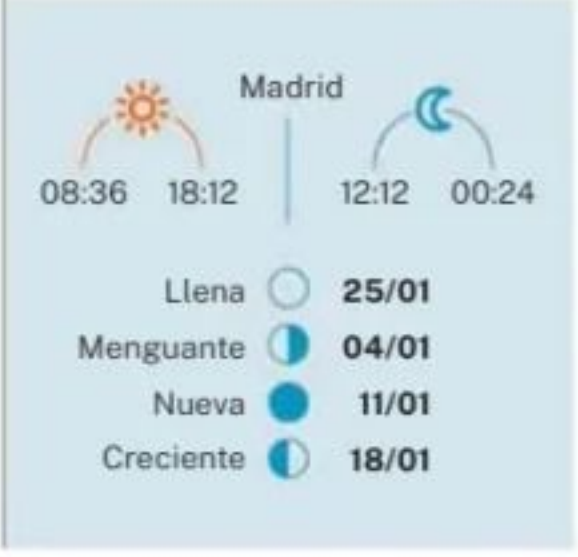 Madrid
08:36 18:12 12:12 00:24
Llena 25/01
Menguante 04/01
Nueva 11/01
Creciente 18/01